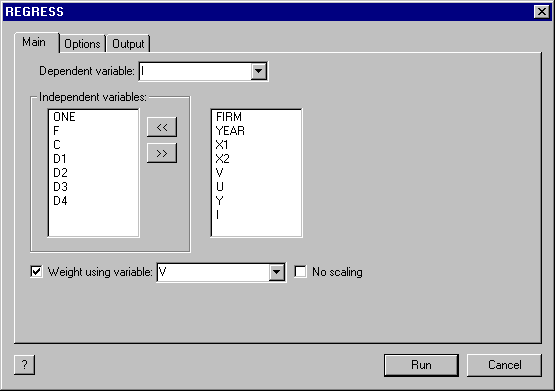 REGRESS
Main Options Output
Dependent variable: I
Independent variables:
ONE
F
C
D1
D2
D3
D4
<<
>>
FIRM
YEAR
X1
X2
V
U
Y
I
Weight using variable: V No scaling
? Run Cancel